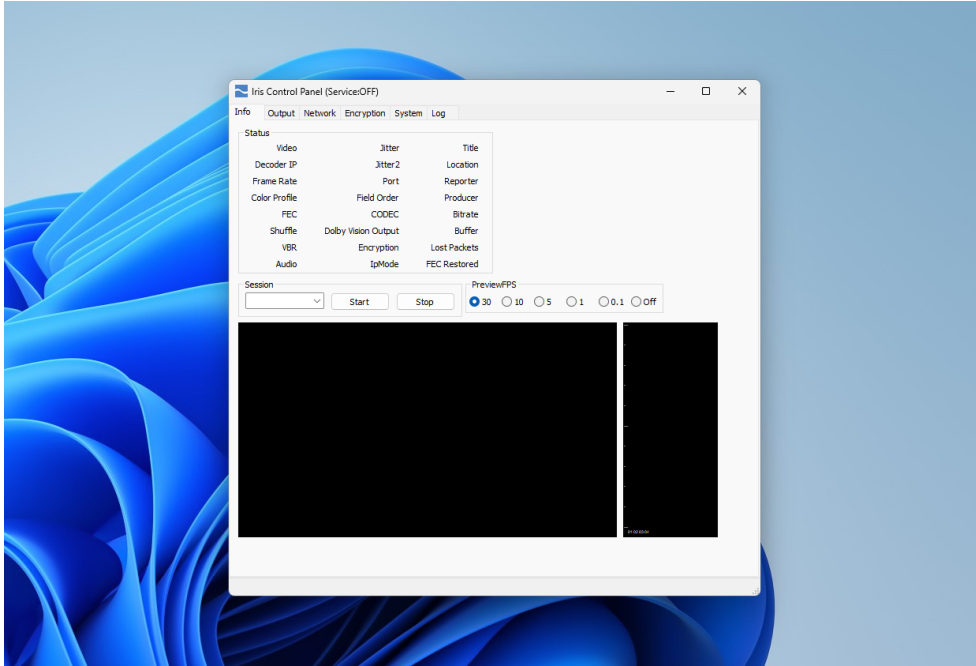 Iris Control Panel (Service:OFF)
Info Output Network Encryption System Log
Status
Video Jitter Title
Decoder IP Jitter2 Location
Frame Rate Port Reporter
Color Profile Field Order Producer
FEC CODEC Bitrate
Shuffle Dolby Vision Output Buffer
VBR Encryption Lost Packets
Audio IpMode FEC Restored
Session PreviewFPS
Start Stop 30 10 5 1 0.1 Off